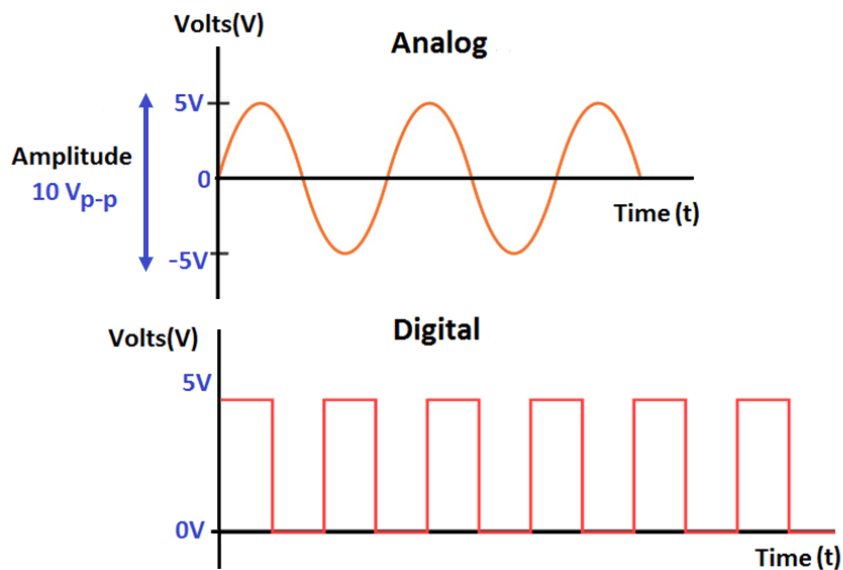 Volts(V)
Analog
5V
Amplitude
10 Vp-p
0
Time (t)
-5V
Digital
Volts(V)
5V
0V
Time (t)